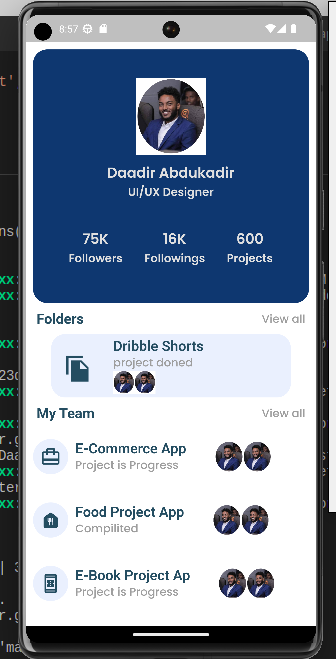 8:57
Daadir Abdukadir
UI/UX Designer
75K 16K 600
Followers Followings Projects
Folders View all
Dribble Shorts
project doned
My Team View all
E-Commerce App
Project is Progress
Food Project App
Compilited
E-Book Project Ap
Project is Progress